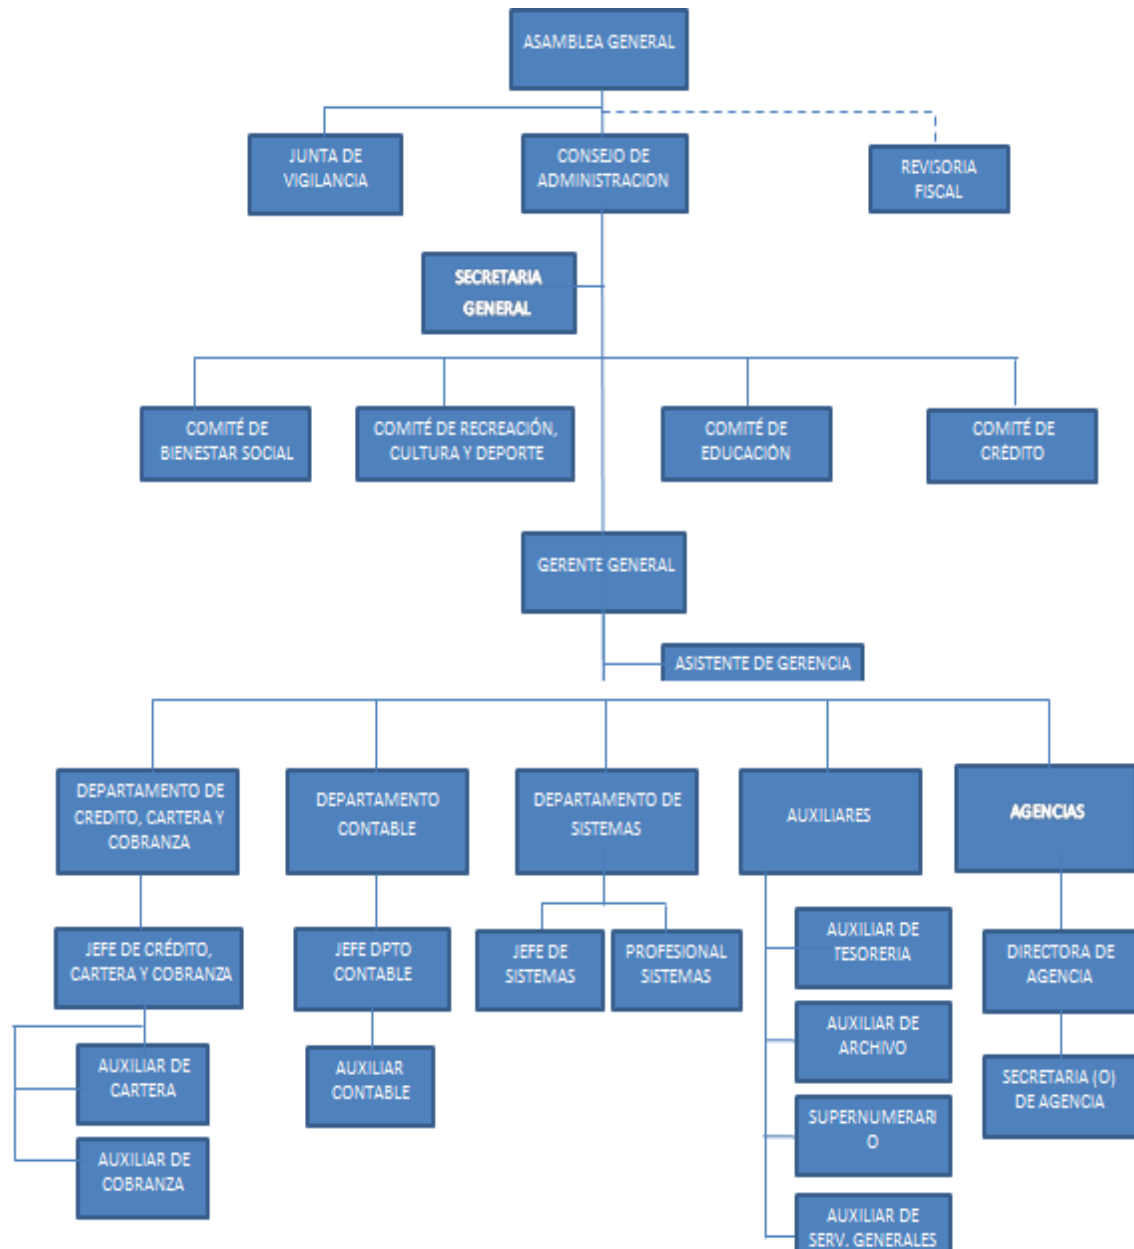 ASAMBLEA GENERAL
JUNTA DE
VIGILANCIA
CONSEJO DE
ADMINISTRACION
REVISORIA
FISCAL
SECRETARIA
GENERAL
COMITÉ DE
BIENESTAR SOCIAL
COMITÉ DE RECREACIÓN,
CULTURA Y DEPORTE
COMITÉ DE
EDUCACIÓN
COMITÉ DE
CRÉDITO
GERENTE GENERAL
ASISTENTE DE GERENCIA
DEPARTAMENTO DE
CREDITO, CARTERA Y
COBRANZA
DEPARTAMENTO
CONTABLE
DEPARTAMENTO DE
SISTEMAS
AUXILIARES
AGENCIAS
JEFE DE CRÉDITO,
CARTERA Y COBRANZA
JEFE DPTO
CONTABLE
JEFE DE
SISTEMAS
PROFESIONAL
SISTEMAS
AUXILIAR DE
TESORERIA
DIRECTORA DE
AGENCIA
AUXILIAR DE
CARTERA
AUXILIAR
CONTABLE
AUXILIAR DE
ARCHIVO
SECRETARIA (O)
DE AGENCIA
AUXILIAR DE
COBRANZA
SUPERNUMERARI
O
AUXILIAR DE
SERV. GENERALES